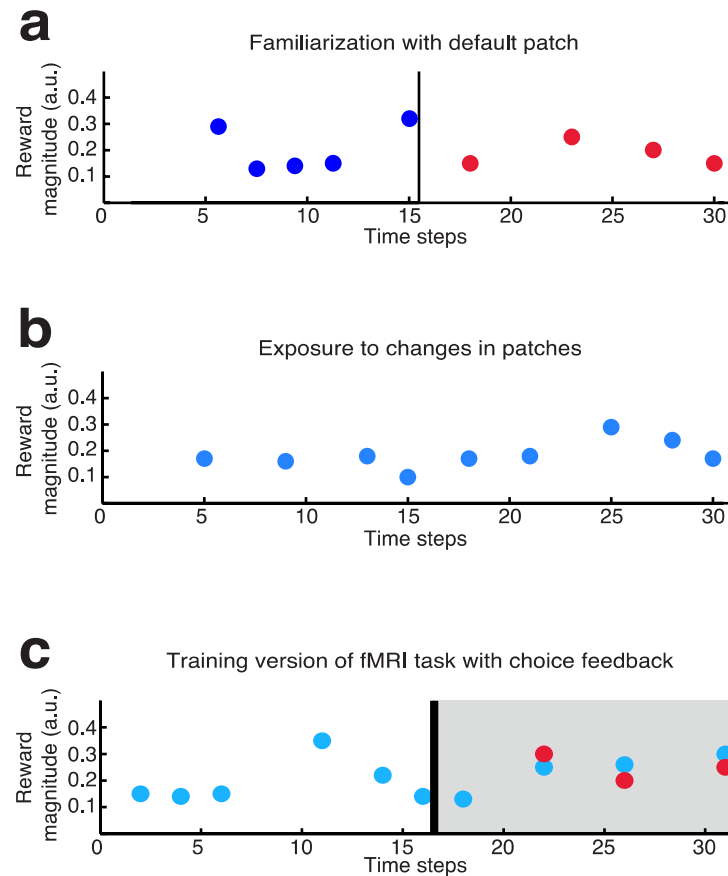 a
Familiarization with default patch
Reward
magnitude (a.u.)
0.4
0.3
0.2
0.1
0 5 10 15 20 25 30
Time steps
b
Exposure to changes in patches
Reward
magnitude (a.u.)
0.4
0.3
0.2
0.1
0 5 10 15 20 25 30
Time steps
c
Training version of fMRI task with choice feedback
Reward
magnitude (a.u.)
0.4
0.3
0.2
0.1
0 5 10 15 20 25 30
Time steps